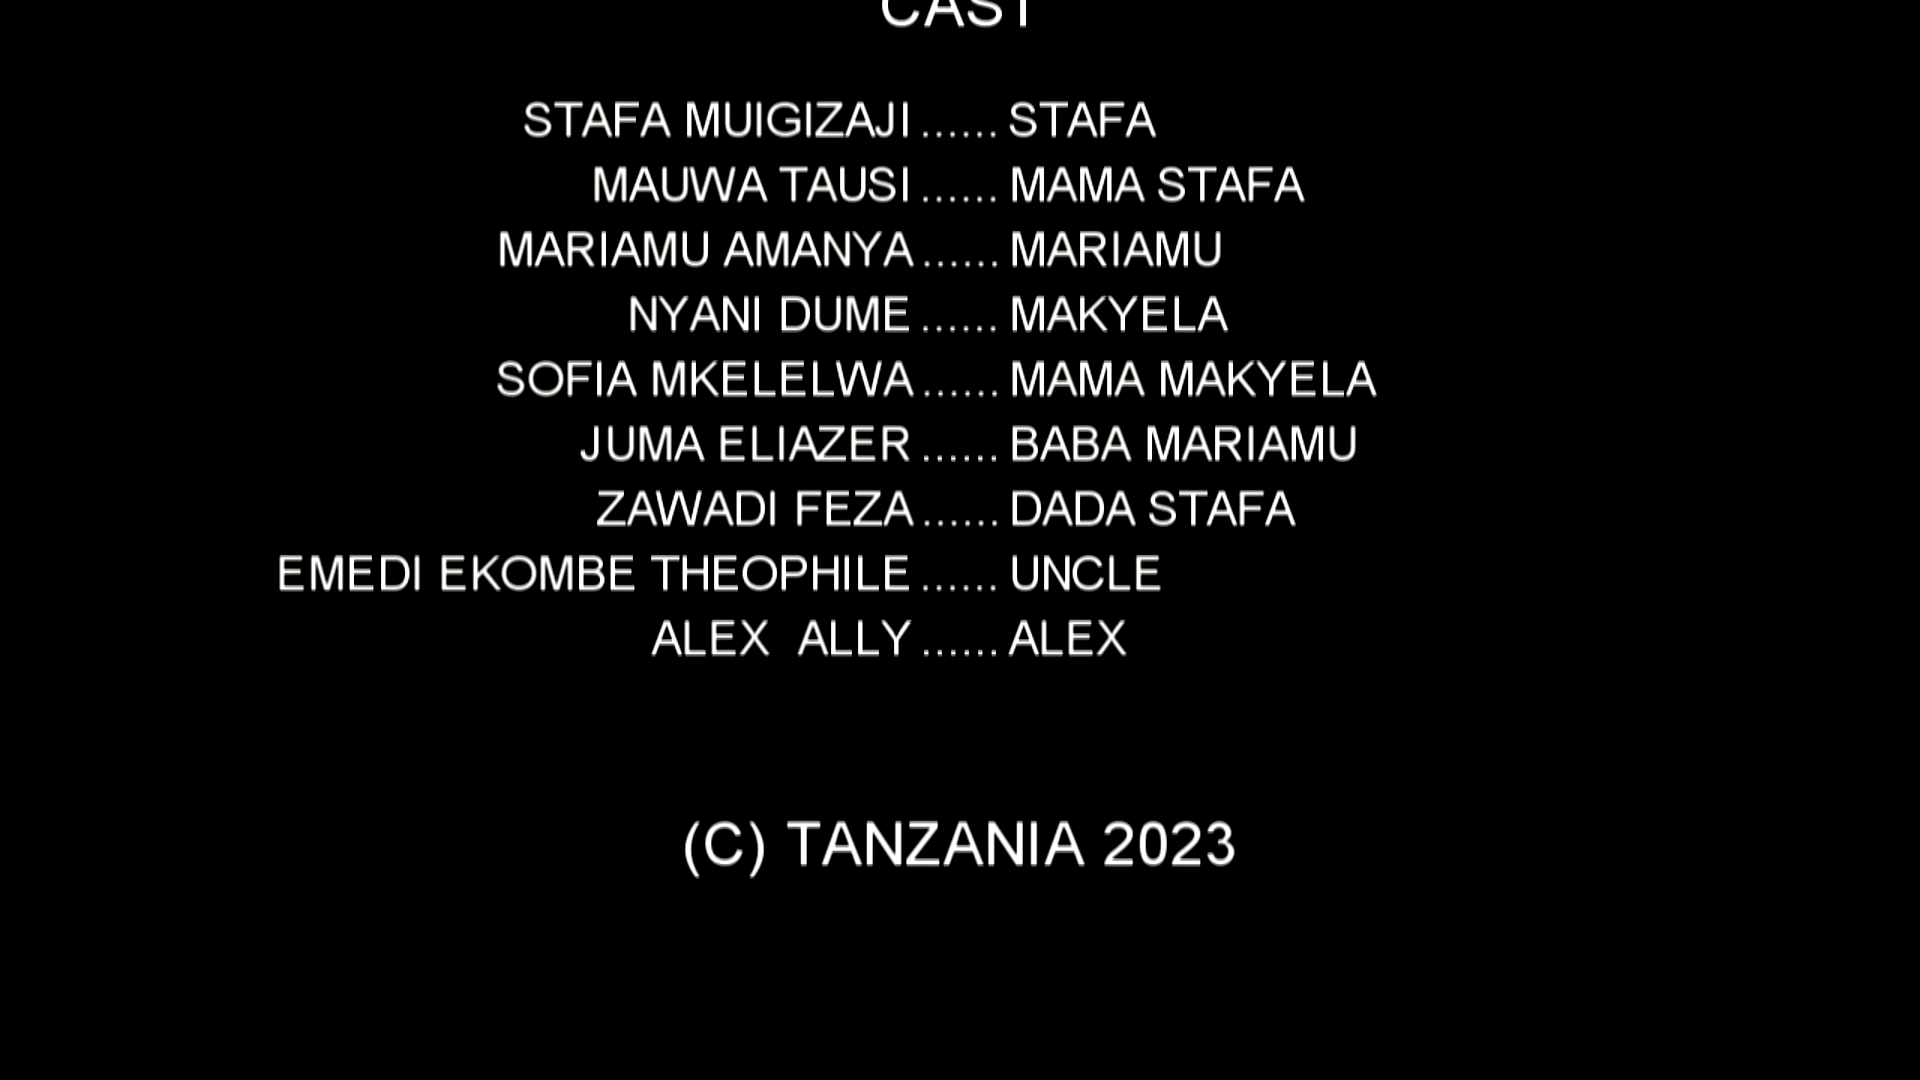 CAST
STAFA MUIGIZAJI ...... STAFA
MAUWA TAUSI ...... MAMA STAFA
MARIAMU AMANYA ...... MARIAMU
NYANI DUME ...... MAKYELA
SOFIA MKELELWA ...... MAMA MAKYELA
JUMA ELIAZER ...... BABA MARIAMU
ZAWADI FEZA ...... DADA STAFA
EMEDI EKOMBE THEOPHILE ...... UNCLE
ALEX  ALLY ...... ALEX
(C) TANZANIA 2023